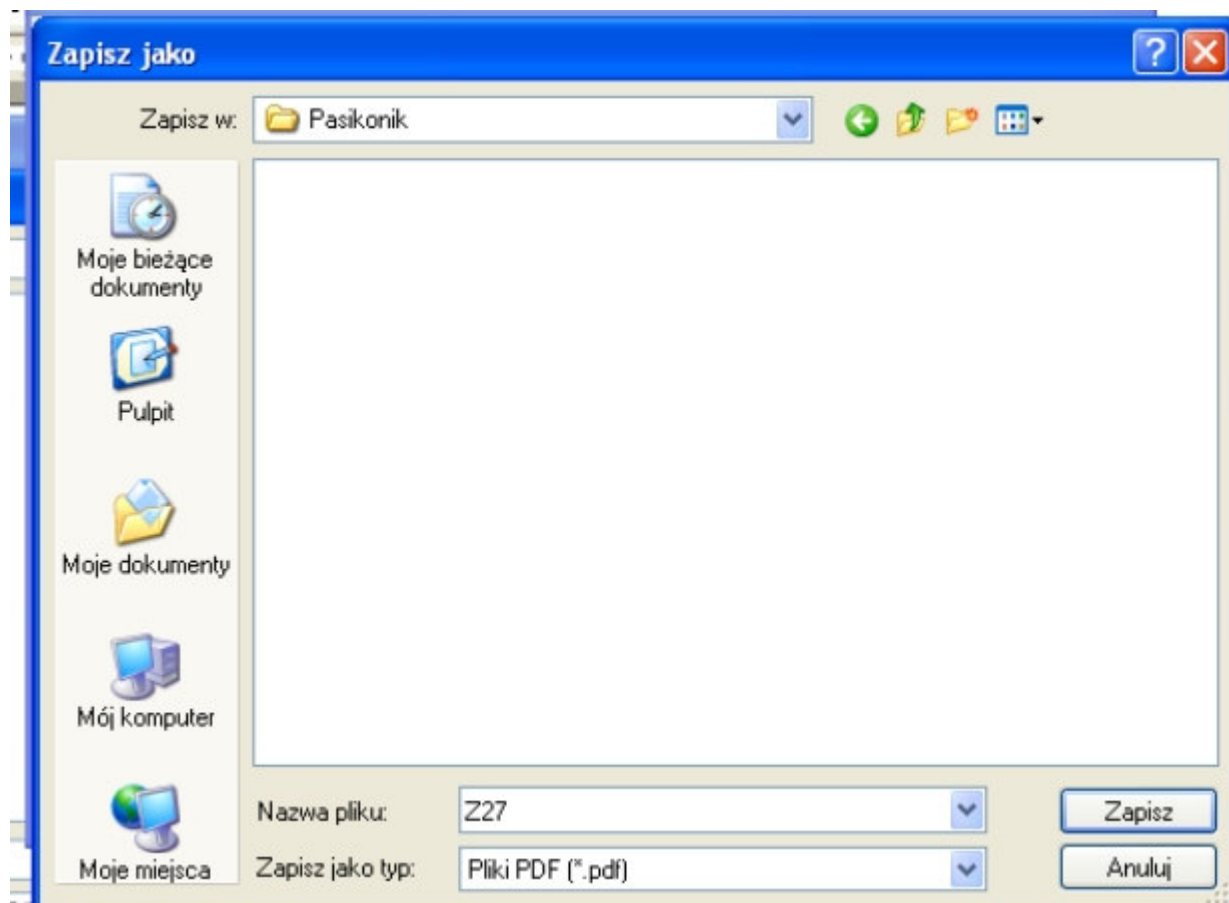 Zapisz jako
Zapisz w:
Pasikonik
Moje bieżące
dokumenty
Pulpit
Moje dokumenty
Mój komputer
Moje miejsca
Nazwa pliku:
Z27
Zapisz
Zapisz jako typ:
Pliki PDF (*.pdf)
Anuluj